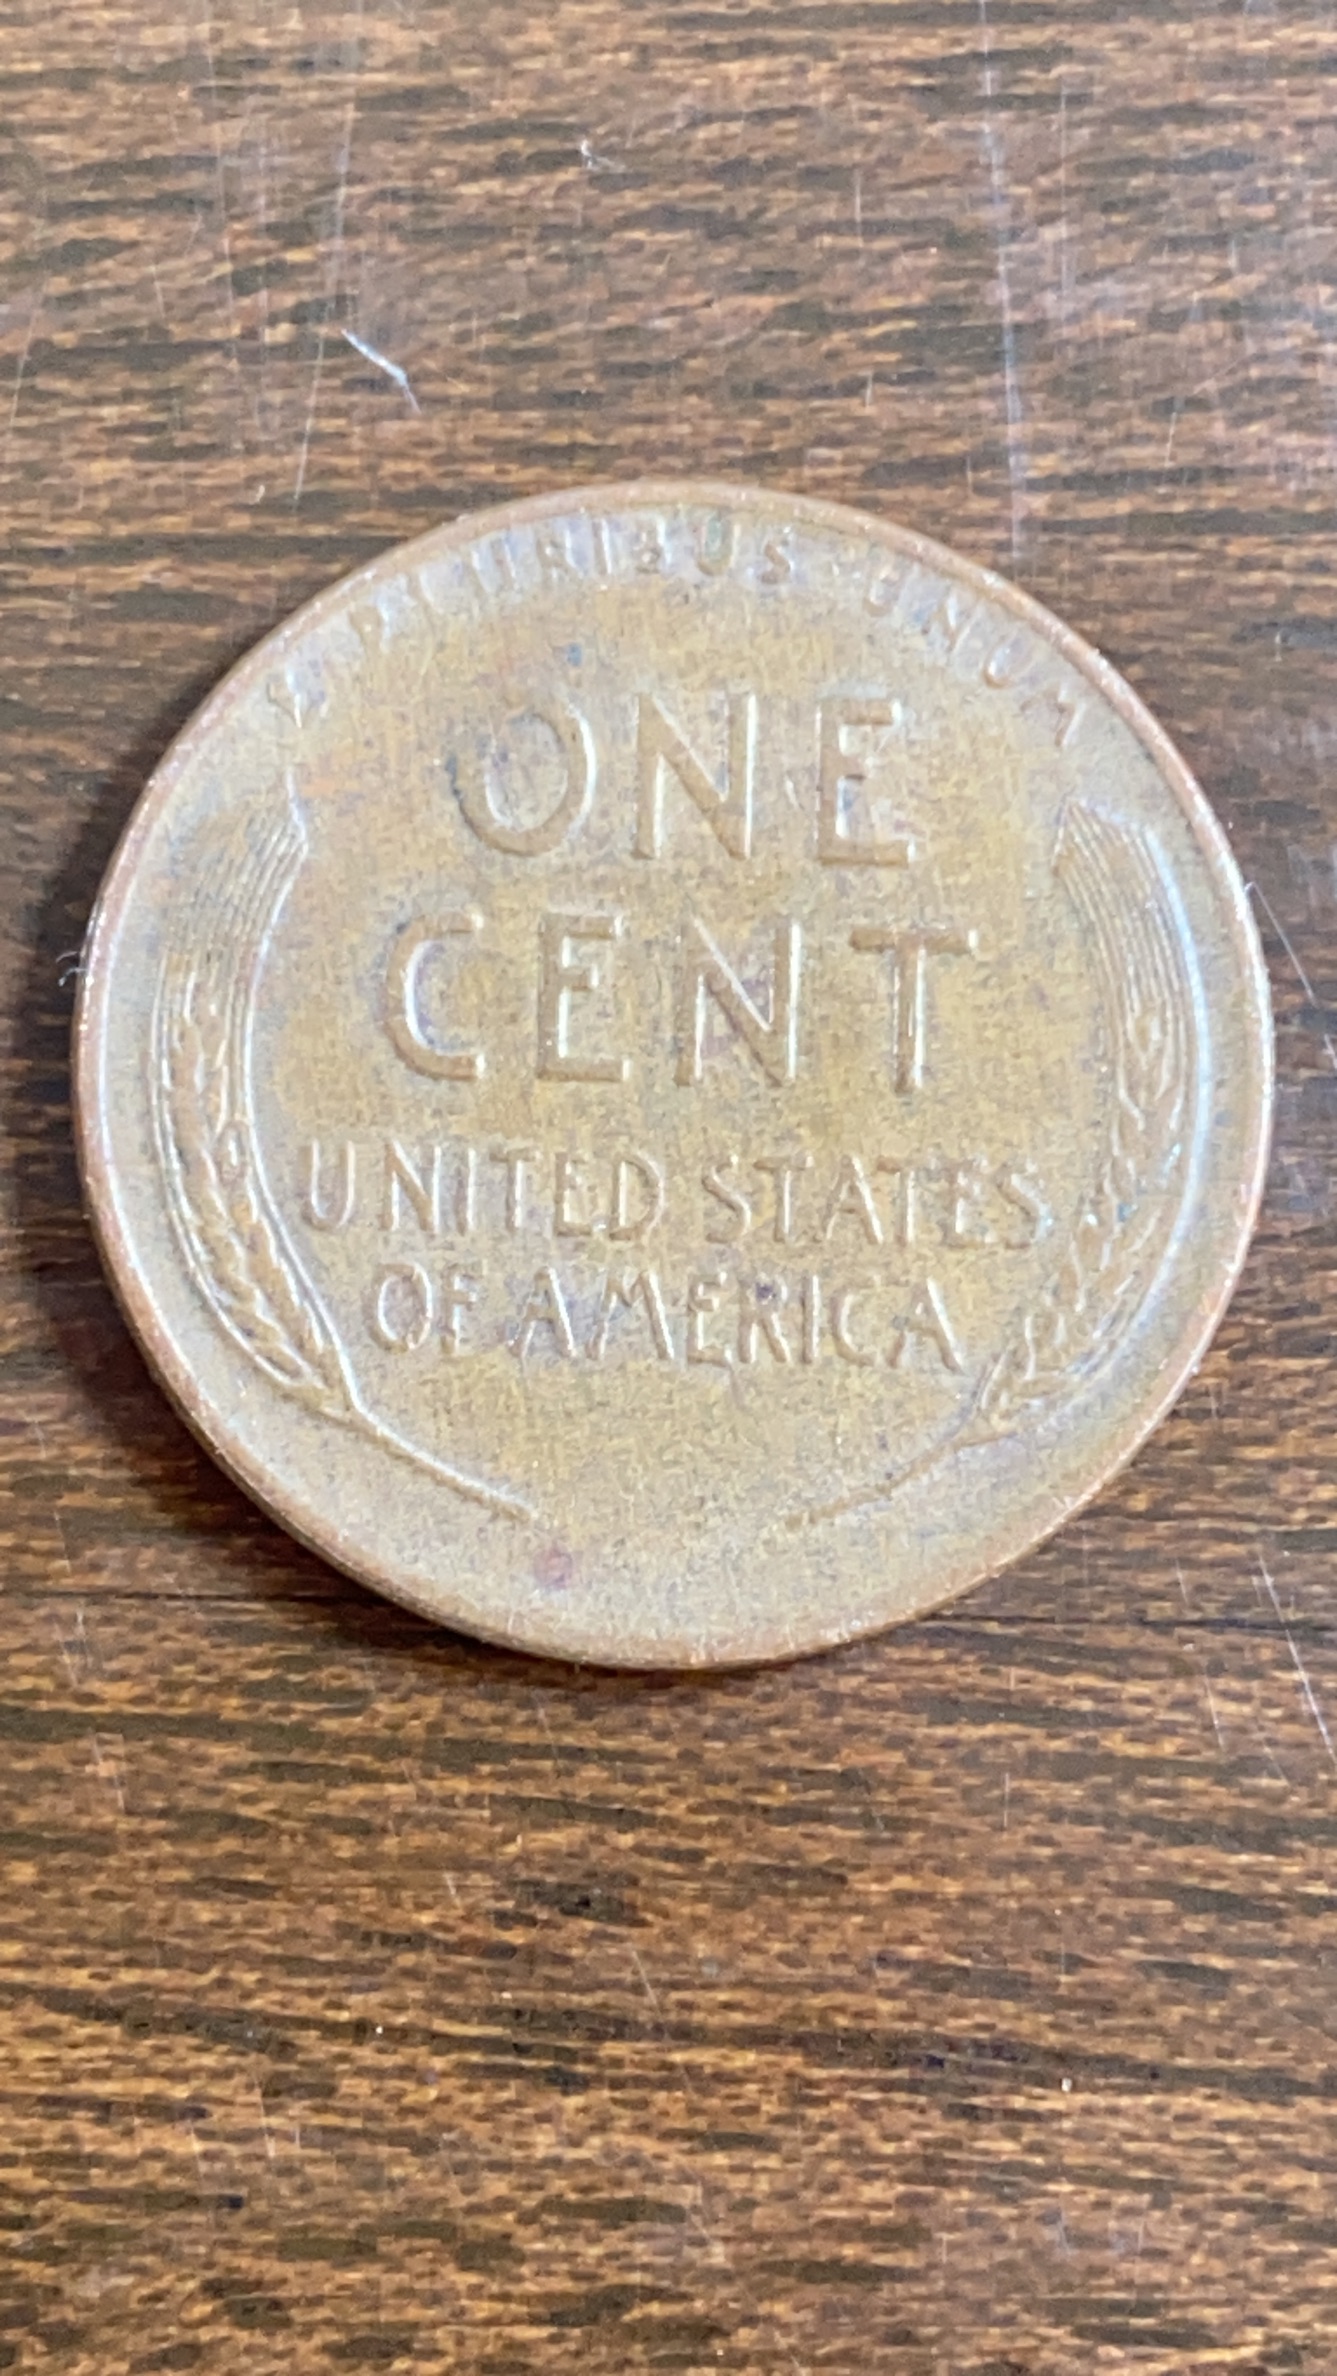 E · PLURIBUS · UNUM
ONE
CENT
UNITED STATES
OF AMERICA